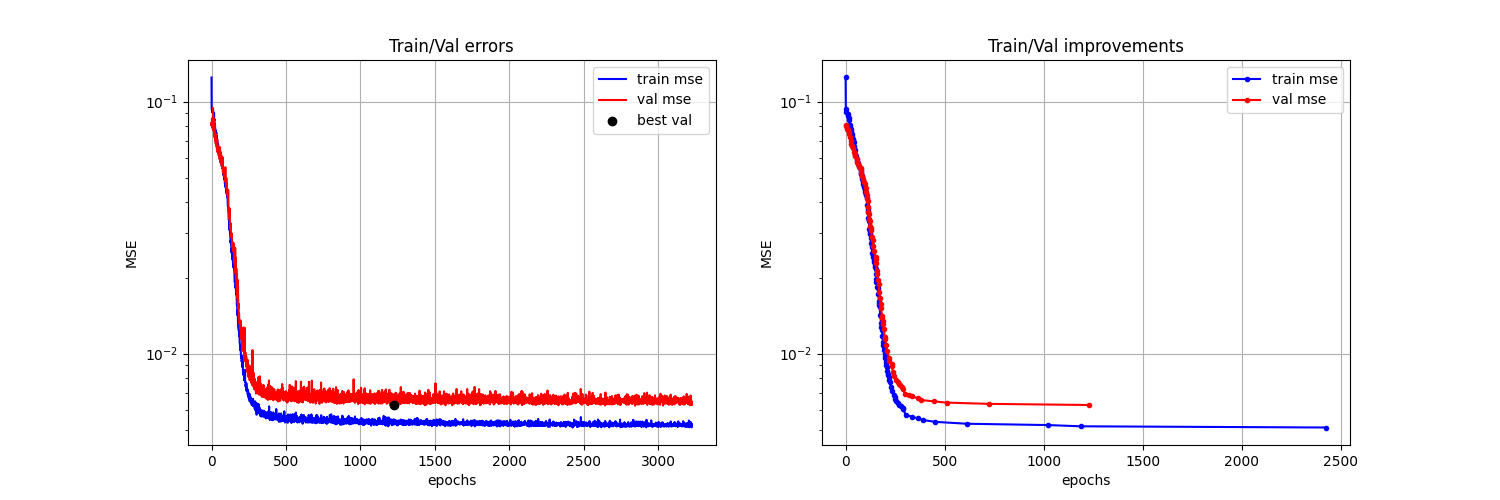 Train/Val errors
train mse
val mse
best val
10⁻¹
10⁻²
MSE
0 500 1000 1500 2000 2500 3000
epochs
Train/Val improvements
train mse
val mse
10⁻¹
10⁻²
MSE
0 500 1000 1500 2000 2500
epochs